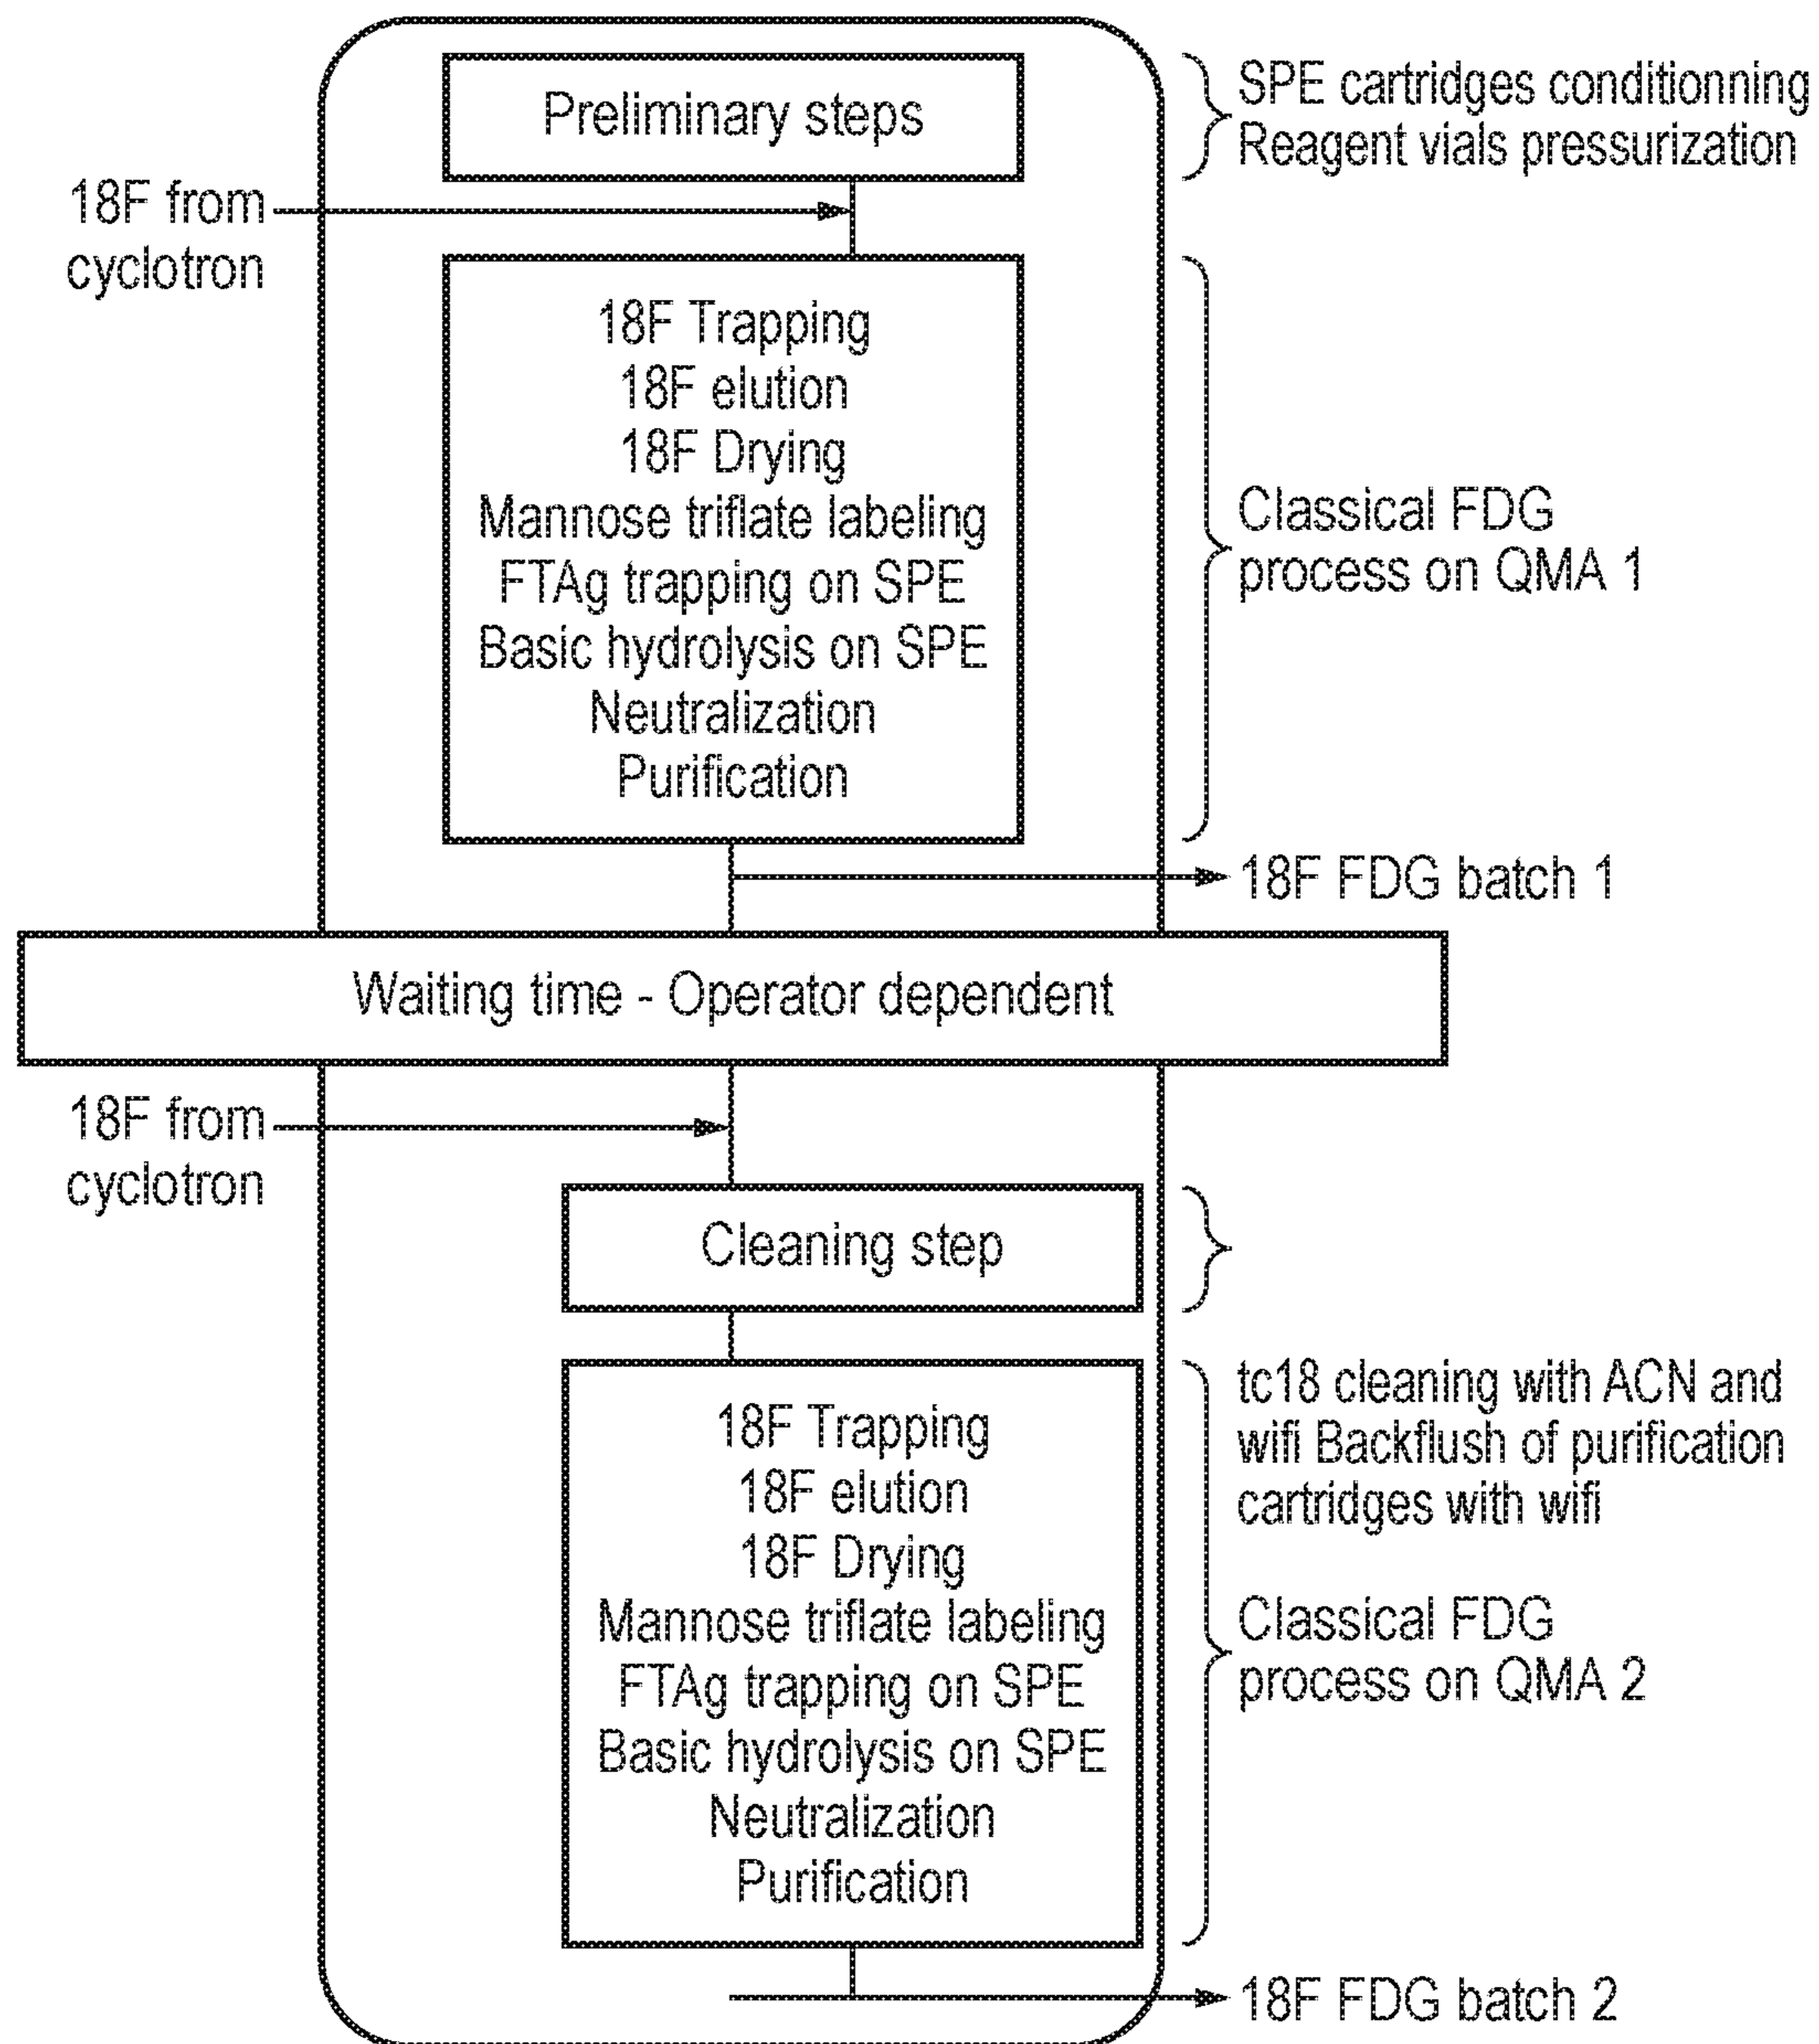 Preliminary steps
SPE cartridges conditionning
Reagent vials pressurization
18F from
cyclotron
18F Trapping
18F elution
18F Drying
Mannose triflate labeling
FTAg trapping on SPE
Basic hydrolysis on SPE
Neutralization
Purification
Classical FDG
process on QMA 1
18F FDG batch 1
Waiting time - Operator dependent
18F from
cyclotron
Cleaning step
tc18 cleaning with ACN and
wifi Backflush of purification
cartridges with wifi
18F Trapping
18F elution
18F Drying
Mannose triflate labeling
FTAg trapping on SPE
Basic hydrolysis on SPE
Neutralization
Purification
Classical FDG
process on QMA 2
18F FDG batch 2